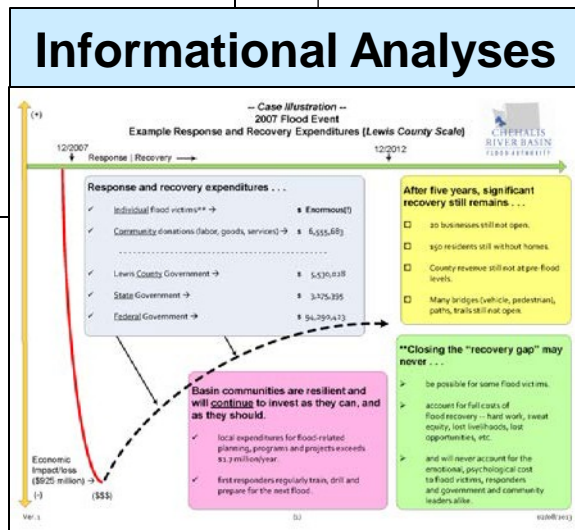 Informational Analyses
-- Case Illustration --
2007 Flood Event
Example Response and Recovery Expenditures (Lewis County Scale)
CHEHALIS
RIVER BASIN
FLOOD AUTHORITY
(+)
12/2007
Response | Recovery →
12/2012
Response and recovery expenditures . . .
✓ Individual flood victims** → $ Enormous(?)
✓ Community donations (labor, goods, services) → $ 6,555,683
✓ Lewis County Government → $ 5,530,028
✓ State Government → $ 3,175,395
✓ Federal Government → $ 94,290,423
After five years, significant
recovery still remains . . .
☐ 20 businesses still not open.
☐ 150 residents still without homes.
☐ County revenue still not at pre-flood
levels.
☐ Many bridges (vehicle, pedestrian),
paths, trails still not open.
Basin communities are resilient and
will continue to invest as they can, and
as they should.
✓ local expenditures for flood-related
planning, programs and projects exceeds
$1.7 million/year.
✓ first responders regularly train, drill and
prepare for the next flood.
**Closing the "recovery gap" may
never . . .
➢ be possible for some flood victims.
➢ account for full costs of
flood recovery -- hard work, sweat
equity, lost livelihoods, lost
opportunities, etc.
➢ and will never account for the
emotional, psychological cost
to flood victims, responders
and government and community
leaders alike.
Economic
Impact/loss
($925 million)
(-)
($$$)
Ver. 1
(1)
02/08/2013